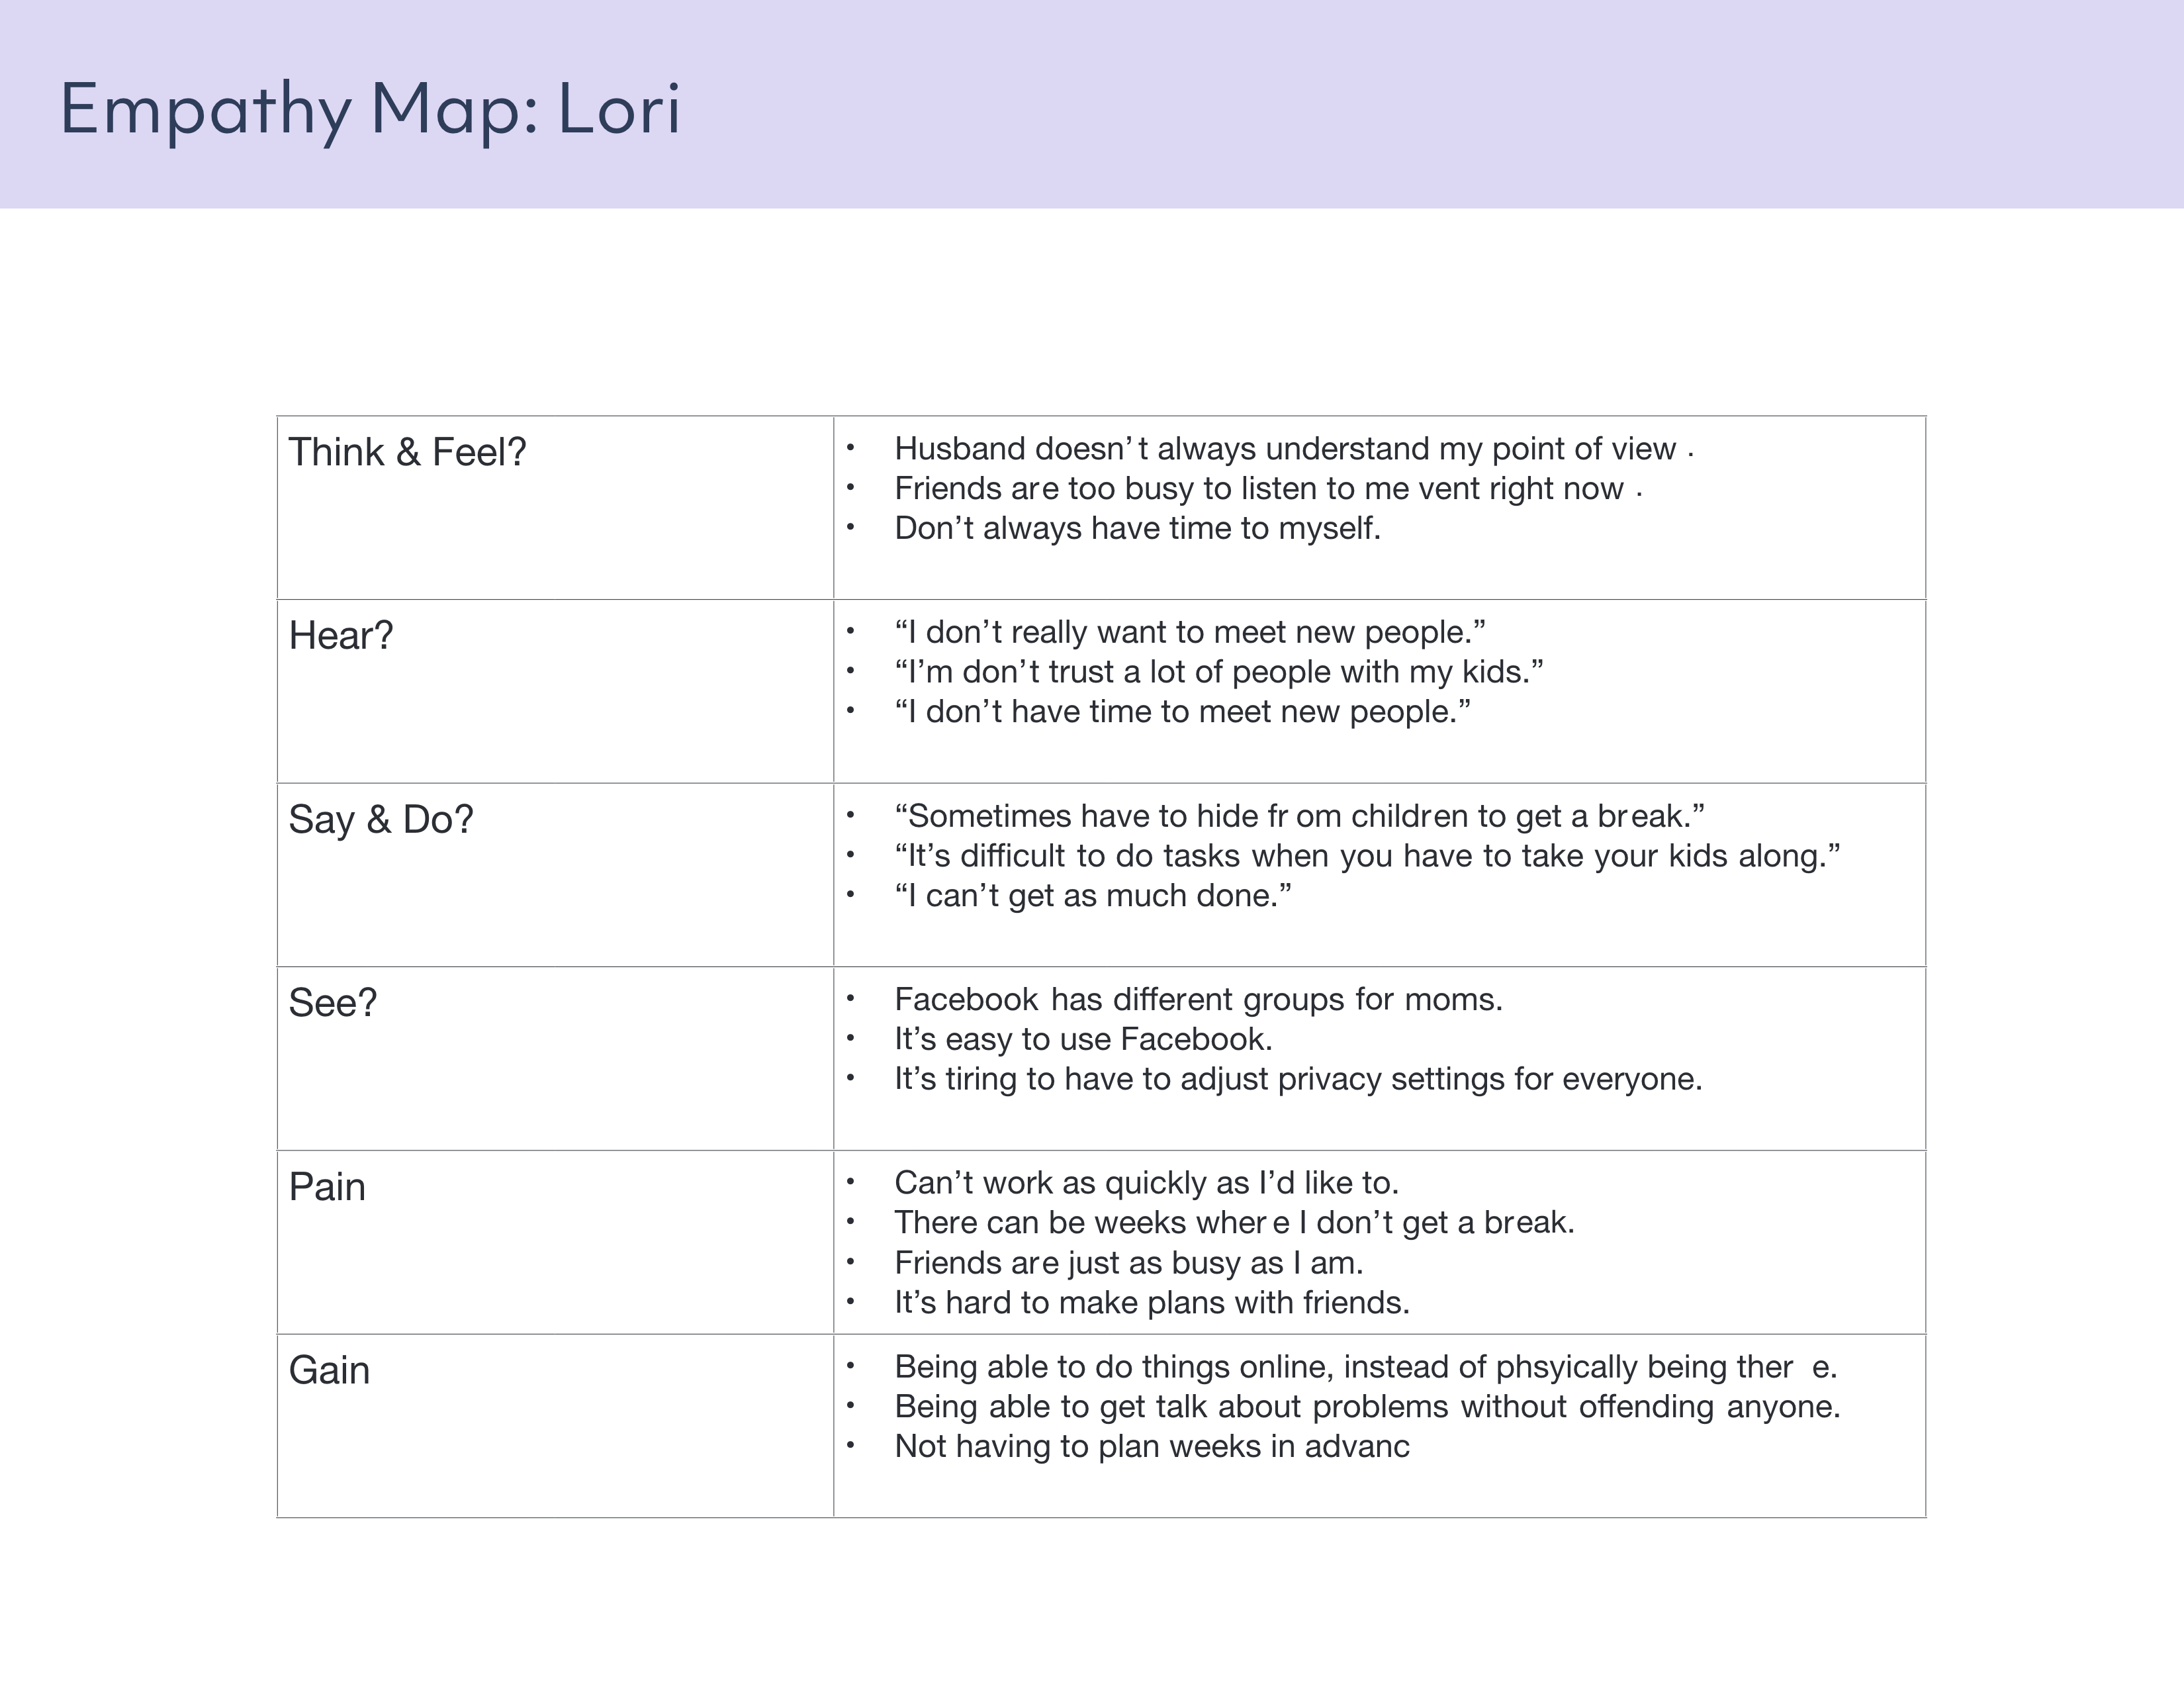 Empathy Map: Lori
Think & Feel?
• Husband doesn’t always understand my point of view .
• Friends are too busy to listen to me vent right now .
• Don’t always have time to myself.
Hear?
• “I don’t really want to meet new people.”
• “I’m don’t trust a lot of people with my kids.”
• “I don’t have time to meet new people.”
Say & Do?
• “Sometimes have to hide from children to get a break.”
• “It’s difficult to do tasks when you have to take your kids along.”
• “I can’t get as much done.”
See?
• Facebook has different groups for moms.
• It’s easy to use Facebook.
• It’s tiring to have to adjust privacy settings for everyone.
Pain
• Can’t work as quickly as I’d like to.
• There can be weeks where I don’t get a break.
• Friends are just as busy as I am.
• It’s hard to make plans with friends.
Gain
• Being able to do things online, instead of phsyically being there.
• Being able to get talk about problems without offending anyone.
• Not having to plan weeks in advanc